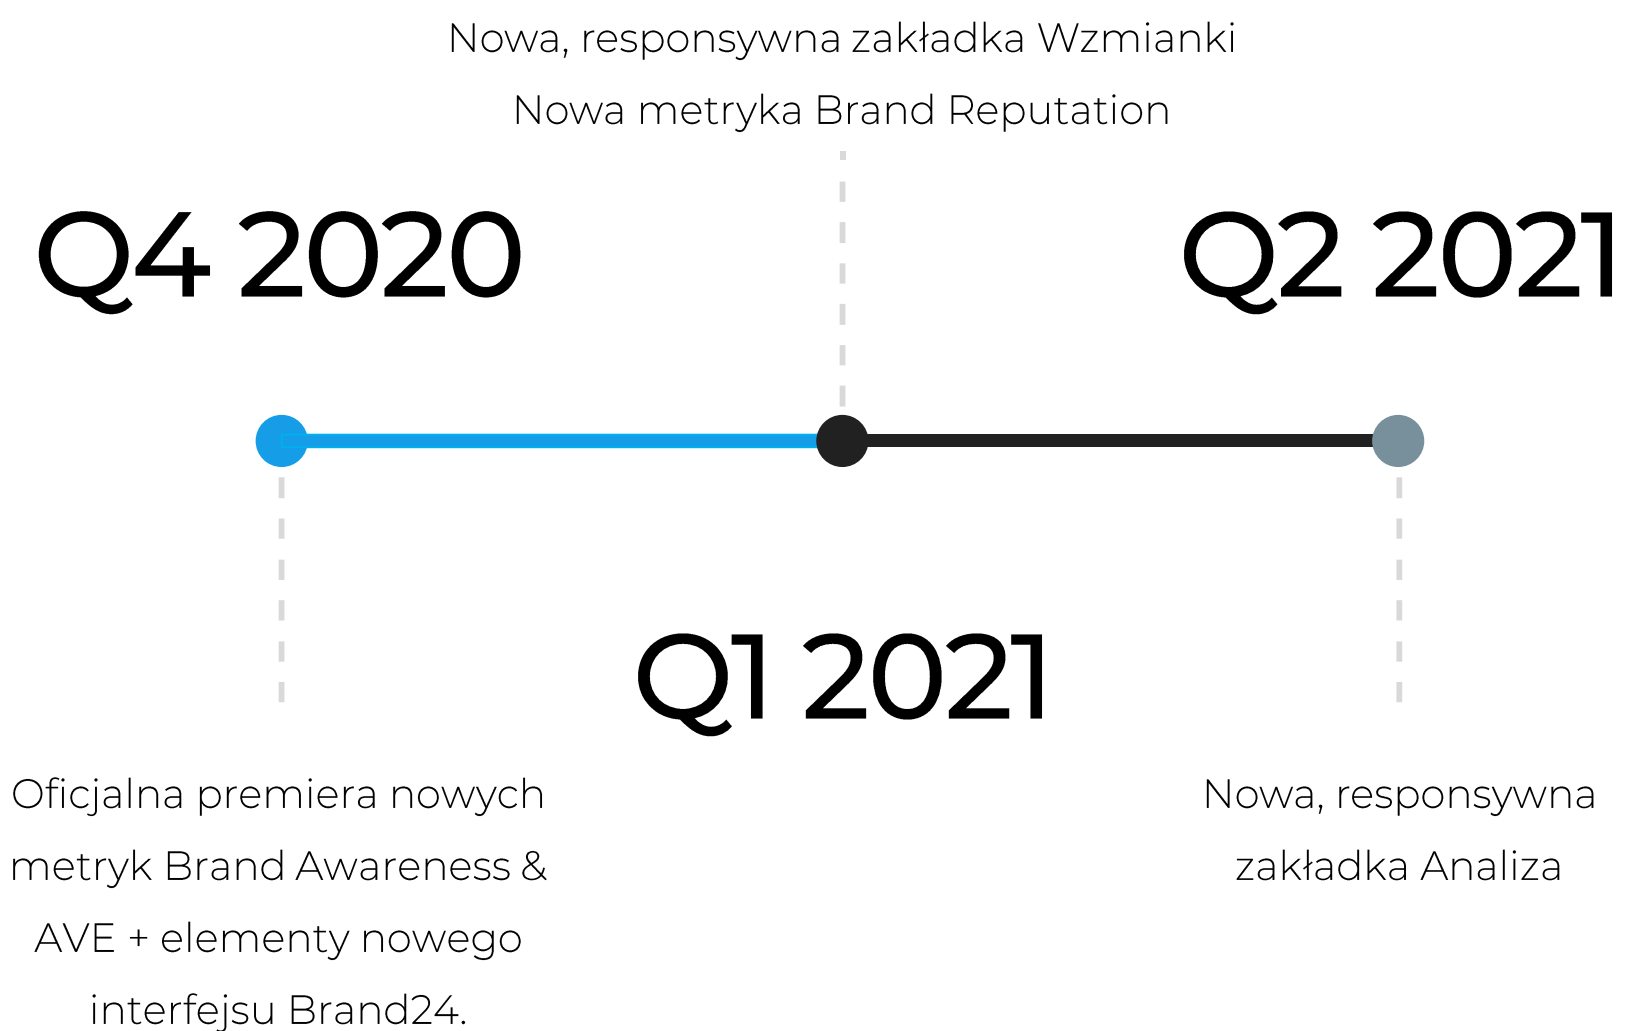 Nowa, responsywna zakładka Wzmianki
Nowa metryka Brand Reputation
Q4 2020
Q2 2021
Q1 2021
Oficjalna premiera nowych
metryk Brand Awareness &
AVE + elementy nowego
interfejsu Brand24.
Nowa, responsywna
zakładka Analiza